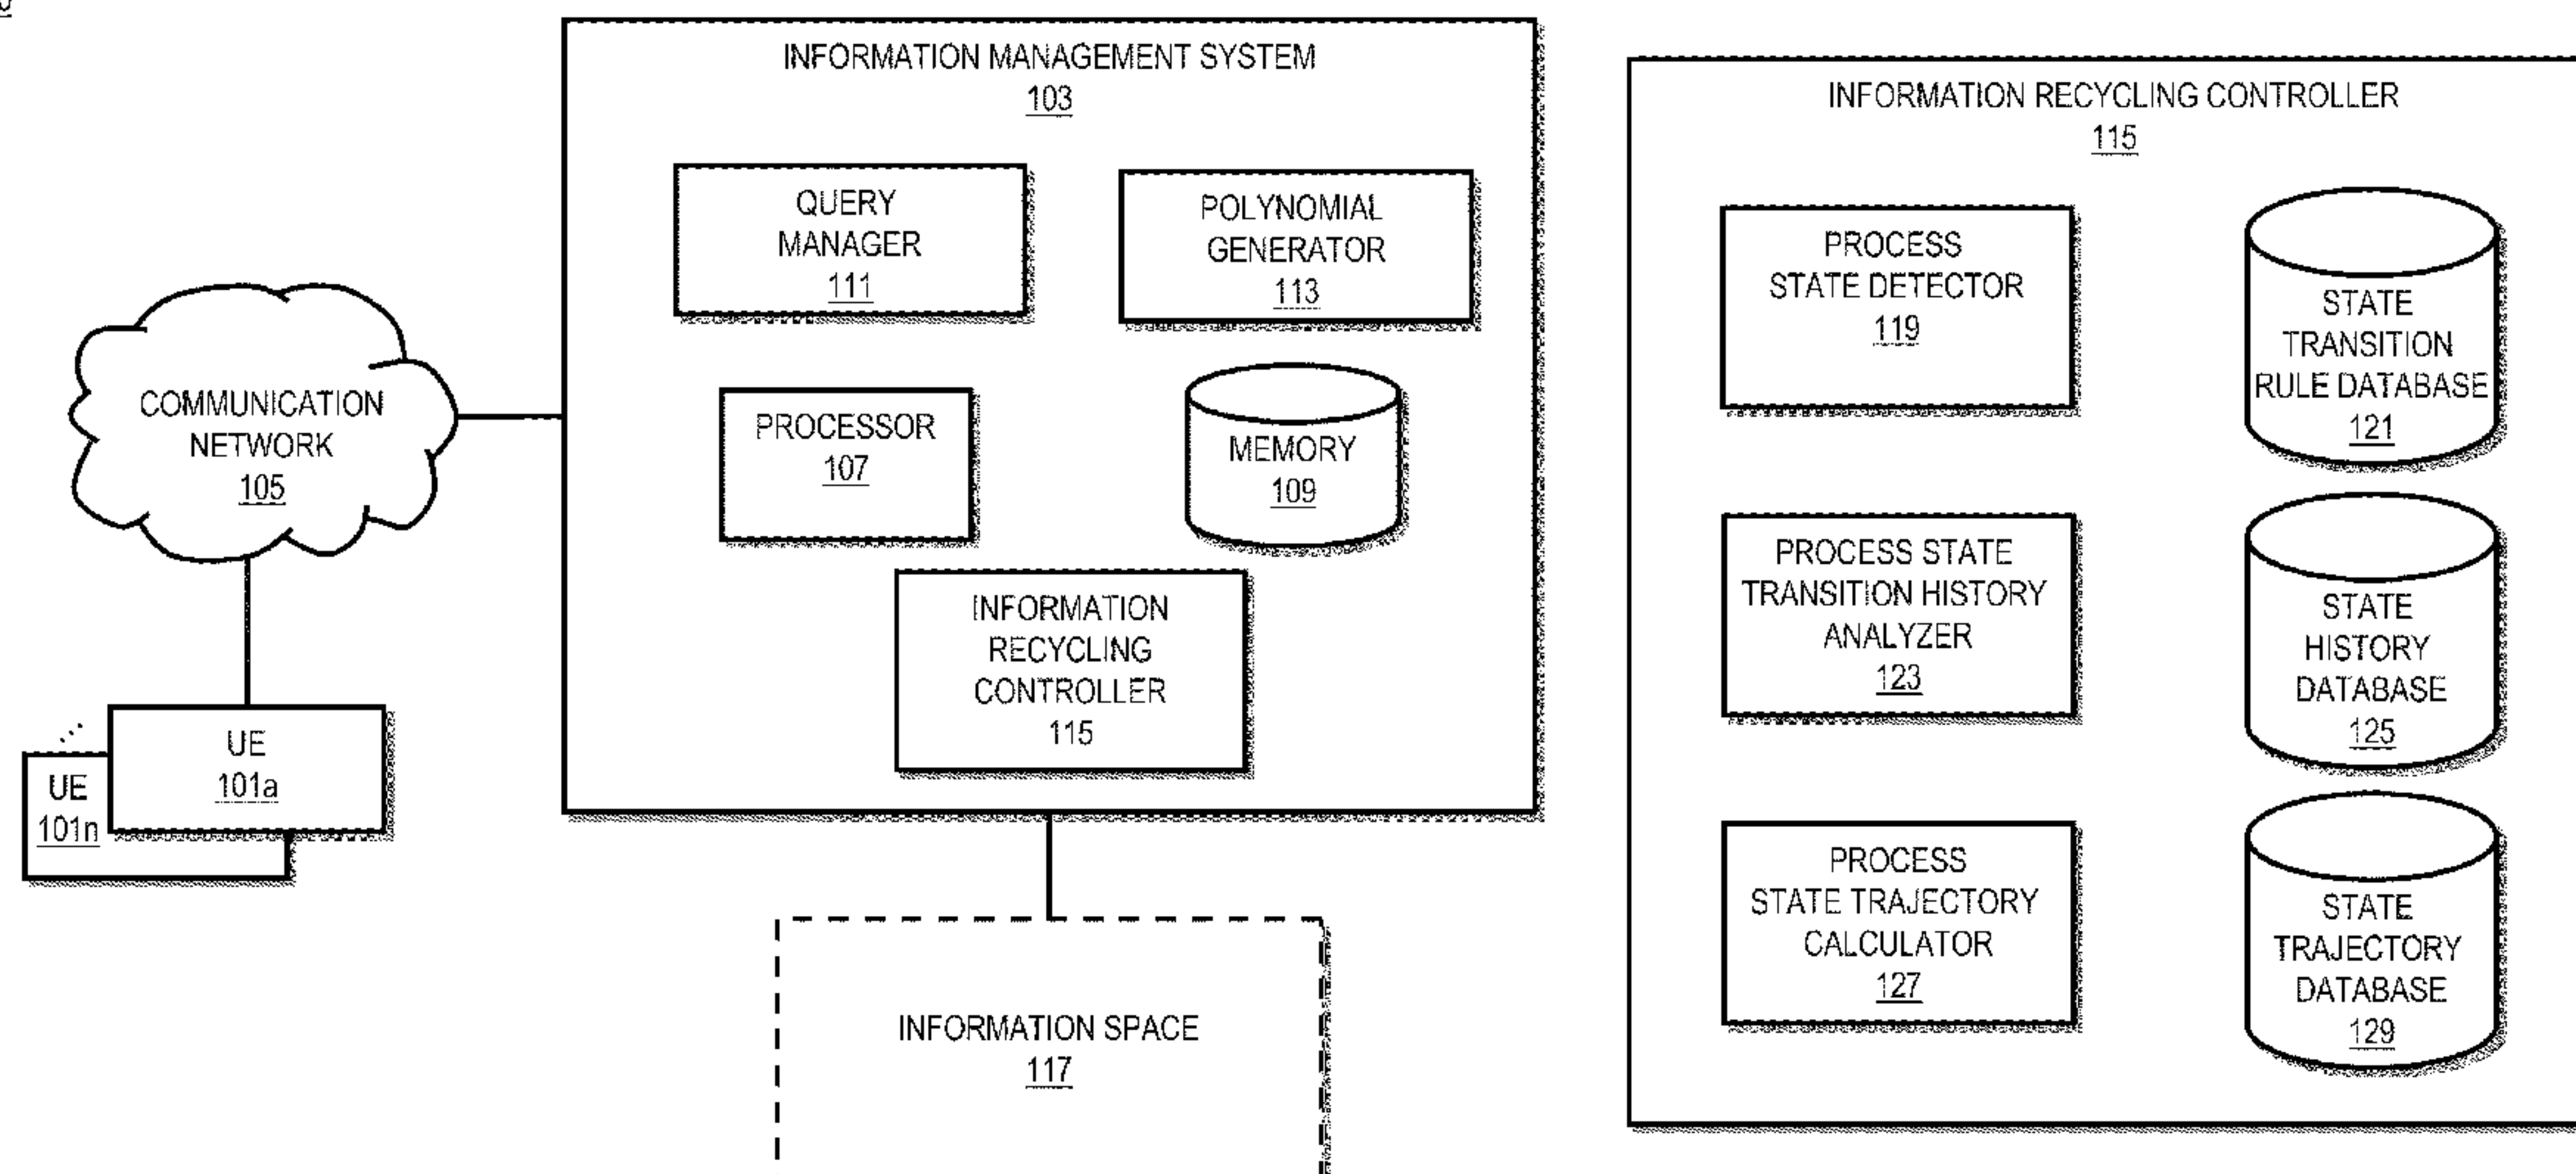 INFORMATION MANAGEMENT SYSTEM
103
QUERY
MANAGER
111
POLYNOMIAL
GENERATOR
113
PROCESSOR
107
MEMORY
109
INFORMATION
RECYCLING
CONTROLLER
115
COMMUNICATION
NETWORK
105
UE
101a
UE
101n
INFORMATION SPACE
117
INFORMATION RECYCLING CONTROLLER
115
PROCESS
STATE DETECTOR
119
STATE
TRANSITION
RULE DATABASE
121
PROCESS STATE
TRANSITION HISTORY
ANALYZER
123
STATE
HISTORY
DATABASE
125
PROCESS
STATE TRAJECTORY
CALCULATOR
127
STATE
TRAJECTORY
DATABASE
129